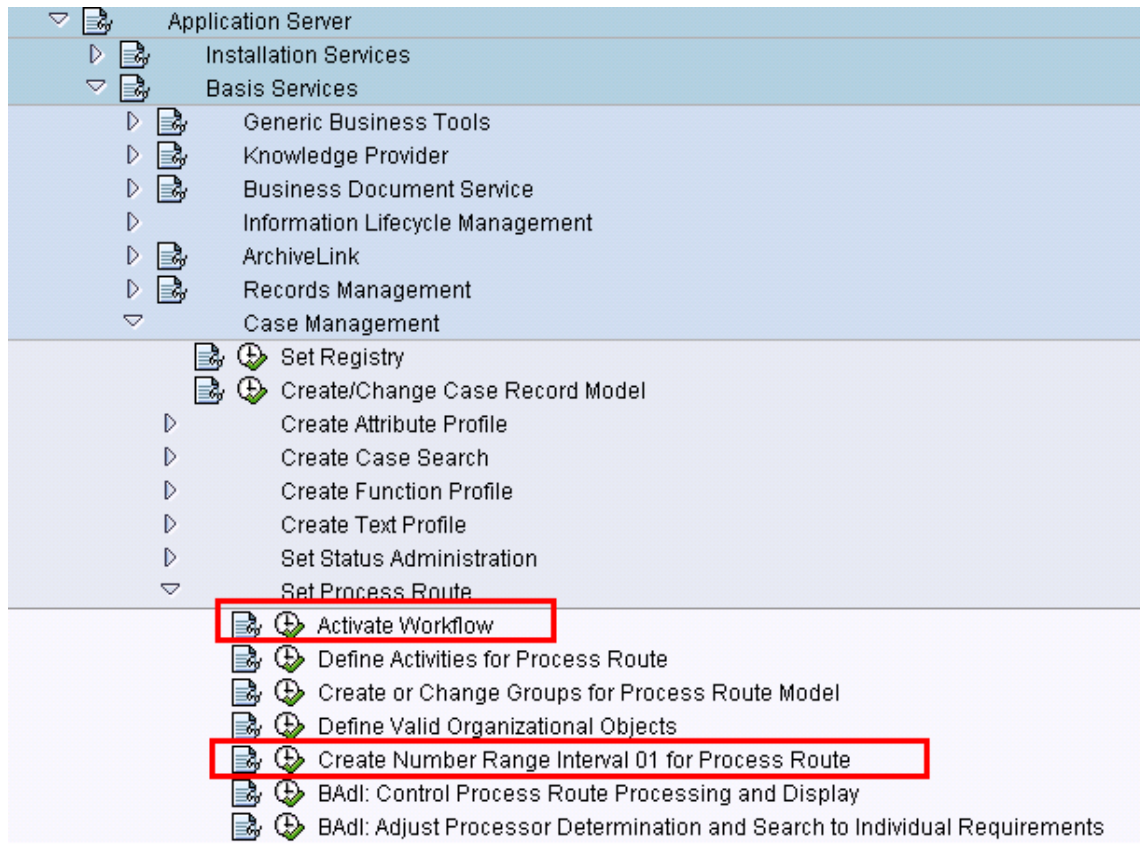 Application Server
Installation Services
Basis Services
Generic Business Tools
Knowledge Provider
Business Document Service
Information Lifecycle Management
ArchiveLink
Records Management
Case Management
Set Registry
Create/Change Case Record Model
Create Attribute Profile
Create Case Search
Create Function Profile
Create Text Profile
Set Status Administration
Set Process Route
Activate Workflow
Define Activities for Process Route
Create or Change Groups for Process Route Model
Define Valid Organizational Objects
Create Number Range Interval 01 for Process Route
BAdI: Control Process Route Processing and Display
BAdI: Adjust Processor Determination and Search to Individual Requirements